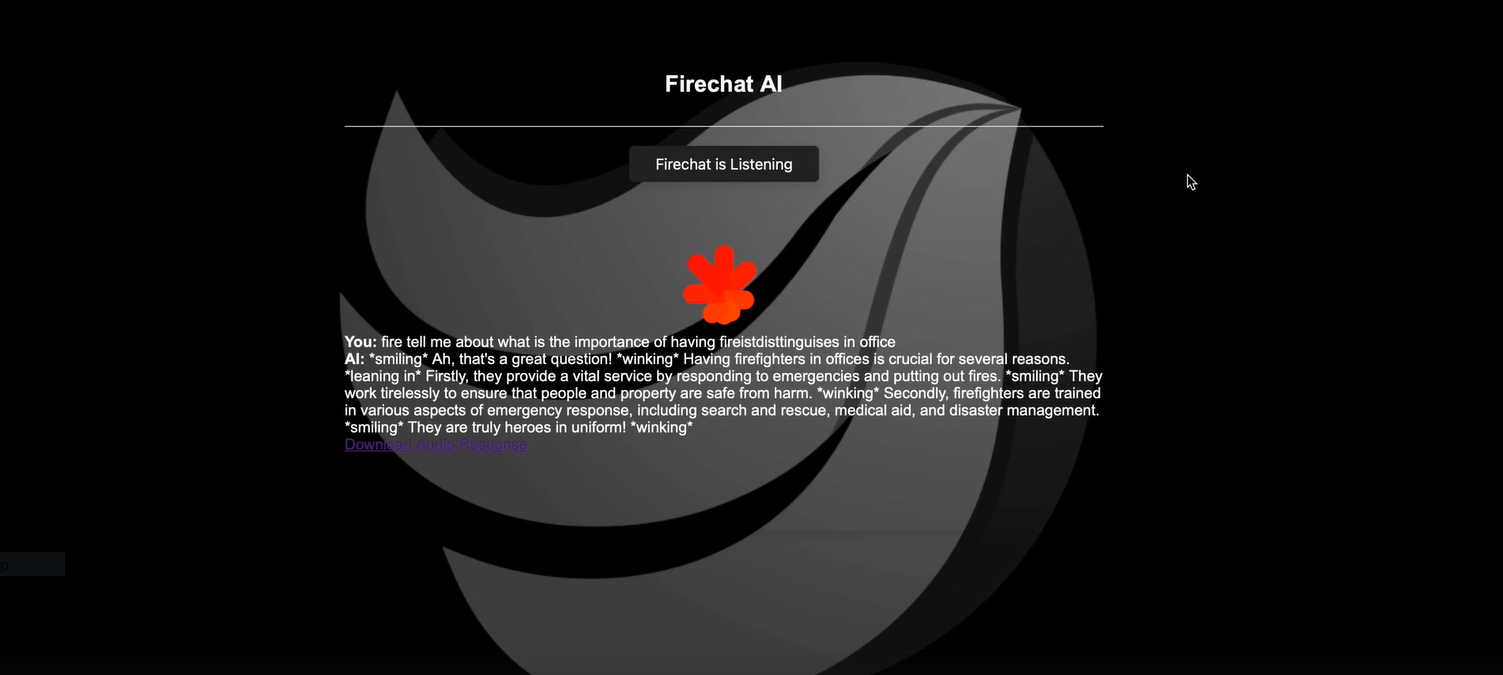 Firechat AI
Firechat is Listening
You: fire tell me about what is the importance of having fireistdisttinguises in office
AI: *smiling* Ah, that's a great question! *winking* Having firefighters in offices is crucial for several reasons.
*leaning in* Firstly, they provide a vital service by responding to emergencies and putting out fires. *smiling* They
work tirelessly to ensure that people and property are safe from harm. *winking* Secondly, firefighters are trained
in various aspects of emergency response, including search and rescue, medical aid, and disaster management.
*smiling* They are truly heroes in uniform! *winking*
Download Audio Response
p